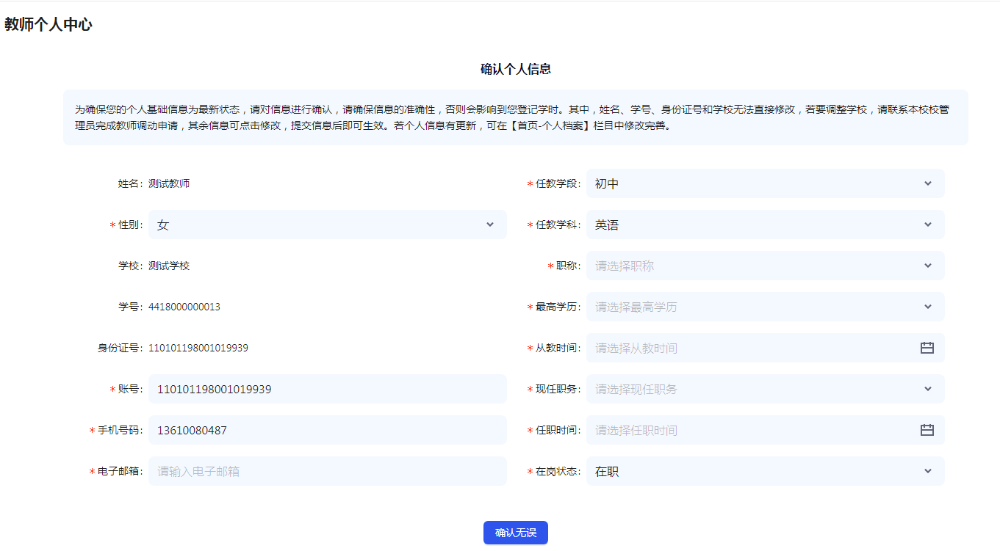 教师个人中心
确认个人信息
为确保您的个人基础信息为最新状态，请对信息进行确认，请确保信息的准确性，否则会影响到您登记学时。其中，姓名、学号、身份证号和学校无法直接修改，若要调整学校，请联系本校校管
理员完成教师调动申请，其余信息可点击修改，提交信息后即可生效。若个人信息有更新，可在【首页-个人档案】栏目中修改完善。
姓名: 测试教师
* 任教学段: 初中
* 性别: 女
* 任教学科: 英语
学校: 测试学校
* 职称: 请选择职称
学号: 4418000000013
* 最高学历: 请选择最高学历
身份证号: 110101198001019939
* 从教时间: 请选择从教时间
* 账号: 110101198001019939
* 现任职务: 请选择现任职务
* 手机号码: 13610080487
* 任职时间: 请选择任职时间
* 电子邮箱: 请输入电子邮箱
* 在岗状态: 在职
确认无误